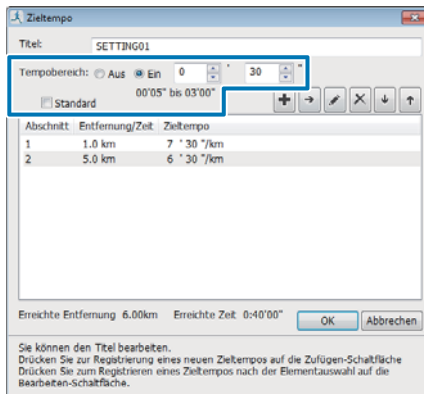 Zieltempo
Titel: SETTING01
Tempobereich: Aus Ein 0 ' 30 "
00'05" bis 03'00"
Standard
Abschnitt Entfernung/Zeit Zieltempo
1 1.0 km 7 ' 30 "/km
2 5.0 km 6 ' 30 "/km
Erreichte Entfernung 6.00km Erreichte Zeit 0:40'00" OK Abbrechen
Sie können den Titel bearbeiten.
Drücken Sie zur Registrierung eines neuen Zieltempos auf die Zufügen-Schaltfläche
Drücken Sie zum Registrieren eines Zieltempos nach der Elementauswahl auf die
Bearbeiten-Schaltfläche.